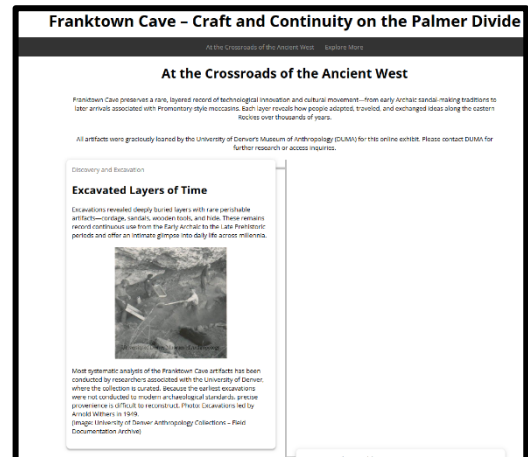 Franktown Cave – Craft and Continuity on the Palmer Divide
At the Crossroads of the Ancient West Explore More
At the Crossroads of the Ancient West
Franktown Cave preserves a rare, layered record of technological innovation and cultural movement—from early Archaic sandal-making traditions to
later arrivals associated with Promontory-style moccasins. Each layer reveals how people adapted, traveled, and exchanged ideas along the eastern
Rockies over thousands of years.
All artifacts were graciously loaned by the University of Denver's Museum of Anthropology (DUMA) for this online exhibit. Please contact DUMA for
further research or access inquiries.
Discovery and Excavation
Excavated Layers of Time
Excavations revealed deeply buried layers with rare perishable
artifacts—cordage, sandals, wooden tools, and hide. These remains
record continuous use from the Early Archaic to the Late Prehistoric
periods and offer an intimate glimpse into daily life across millennia.
Most systematic analysis of the Franktown Cave artifacts has been
conducted by researchers associated with the University of Denver,
where the collection is curated. Because the earliest excavations
were not conducted to modern archaeological standards, precise
provenience is difficult to reconstruct. Photo: Excavations led by
Arnold Withers in 1949.
(Image: University of Denver Anthropology Collections – Field
Documentation Archive)